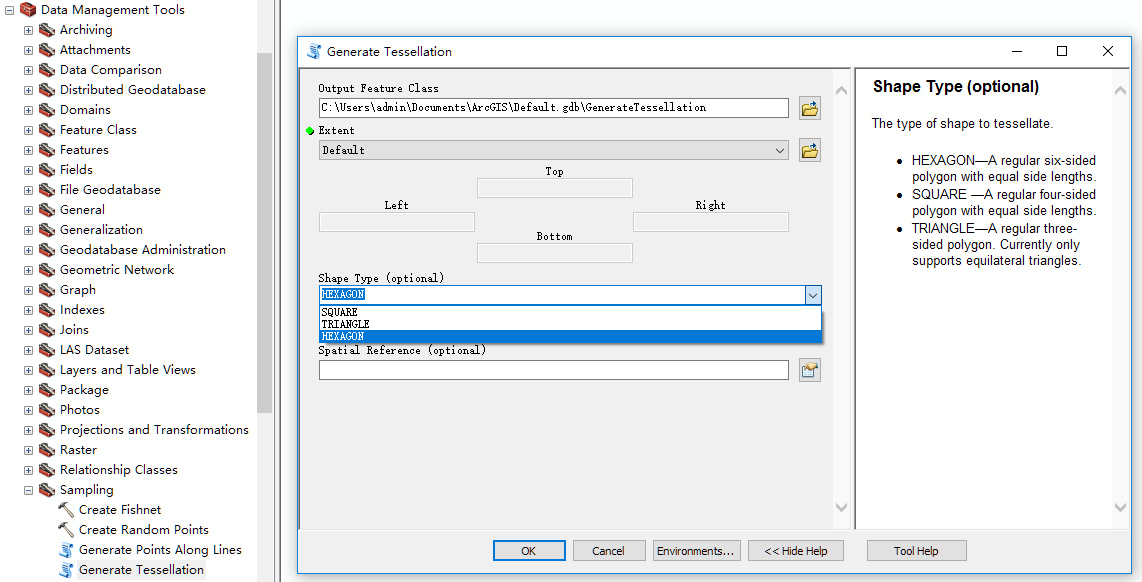 Data Management Tools
Archiving
Attachments
Data Comparison
Distributed Geodatabase
Domains
Feature Class
Features
Fields
File Geodatabase
General
Generalization
Geodatabase Administration
Geometric Network
Graph
Indexes
Joins
LAS Dataset
Layers and Table Views
Package
Photos
Projections and Transformations
Raster
Relationship Classes
Sampling
Create Fishnet
Create Random Points
Generate Points Along Lines
Generate Tessellation
Generate Tessellation
Output Feature Class
C:\Users\admin\Documents\ArcGIS\Default.gdb\GenerateTessellation
Extent
Default
Top
Left
Right
Bottom
Shape Type (optional)
HEXAGON
SQUARE
TRIANGLE
HEXAGON
Spatial Reference (optional)
OK
Cancel
Environments...
<< Hide Help
Tool Help
Shape Type (optional)
The type of shape to tessellate.
• HEXAGON—A regular six-sided
polygon with equal side lengths.
• SQUARE —A regular four-sided
polygon with equal side lengths.
• TRIANGLE—A regular three-
sided polygon. Currently only
supports equilateral triangles.